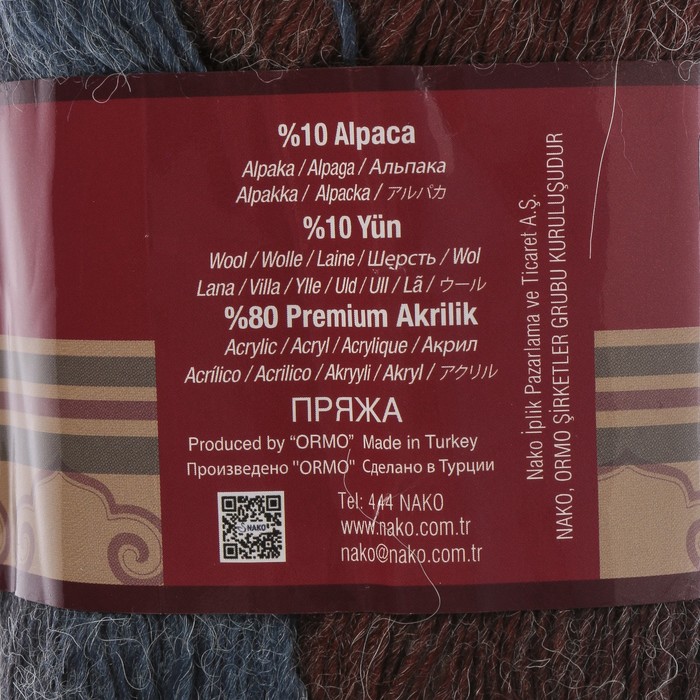 %10 Alpaca
Alpaka / Alpaga / Альпака
Alpakka / Alpacka / アルパカ
%10 Yün
Wool / Wolle / Laine / Шерсть / Wol
Lana / Villa / Ylle / Uld / Ull / Lã / ウール
%80 Premium Akrilik
Acrylic / Acryl / Acrylique / Акрил
Acrílico / Acrilico / Akryyli / Akryl / アクリル
ПРЯЖА
Produced by “ORMO” Made in Turkey
Произведено "ORMO" Сделано в Турции
NAKO
Tel: 444 NAKO
www.nako.com.tr
nako@nako.com.tr
Nako İplik Pazarlama ve Ticaret A.Ş.
NAKO, ORMO ŞİRKETLER GRUBU KURULUŞUDUR